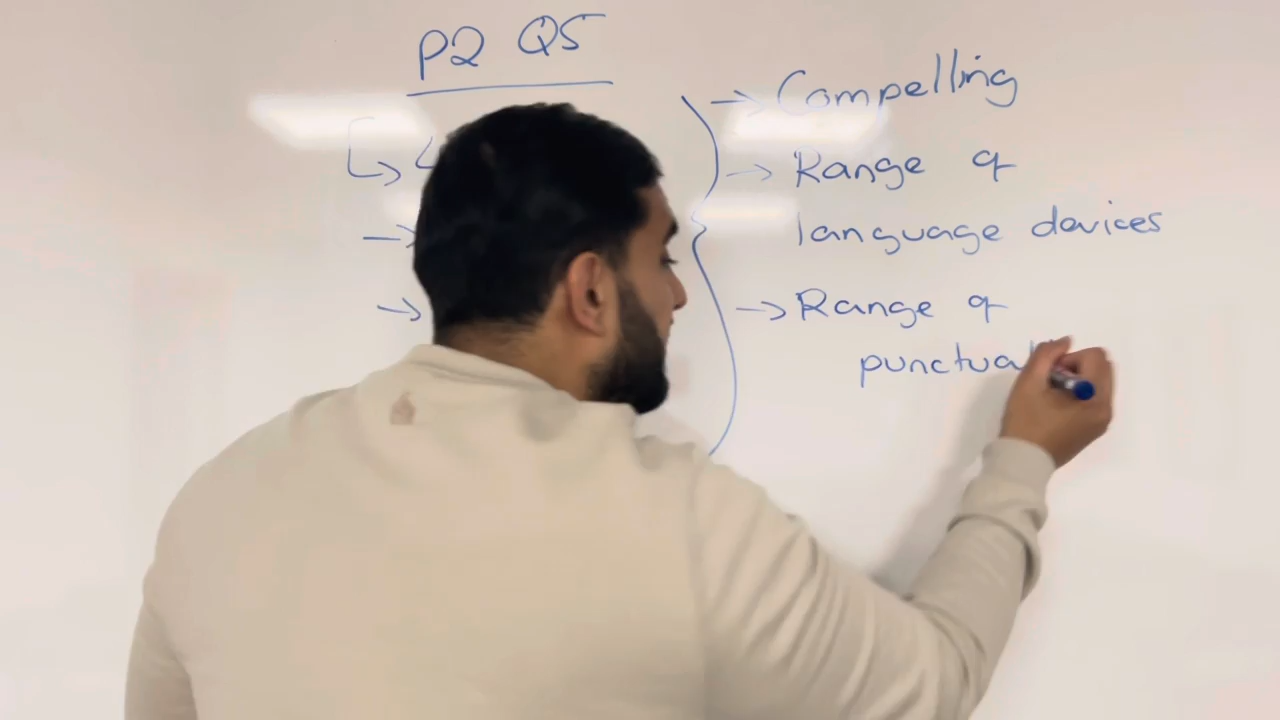 P2 Q5
→ Compelling
→ Range of
language devices
→ Range of
punctua